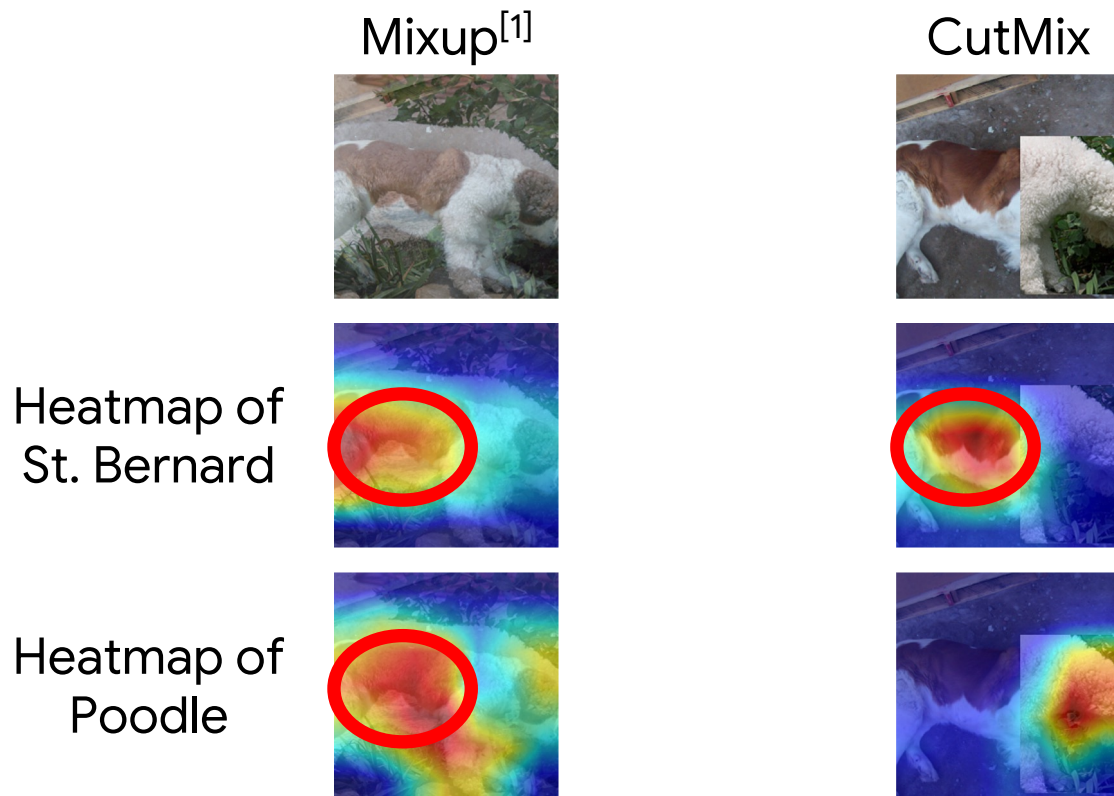 Mixup[1]
CutMix
Heatmap of
St. Bernard
Heatmap of
Poodle